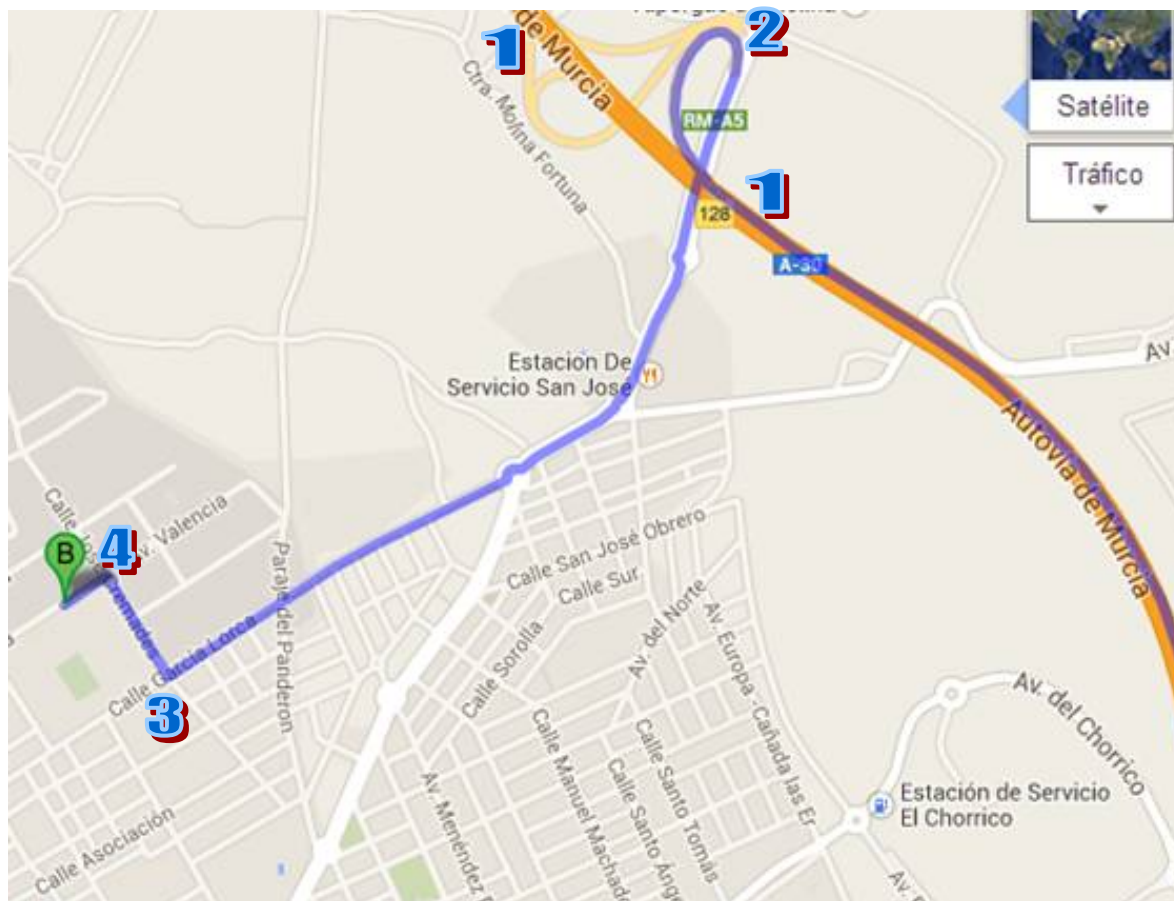 2
1
de Murcia
Satélite
Ctra. Molina Fortuna
RM-A5
Tráfico
1
128
A-30
Estación De
Servicio San José
Av
Autovía de Murcia
Calle San José Obrero
Calle Sur
Av. Valencia
4
B
Paraje del Panderon
Av. del Norte
Av. Europa - Cañada las Er
Calle Sorolla
Calle García Lorca
3
Av. del Chorrico
Calle Manuel Machado
Calle Santo Tomás
Calle Santo Áng
Estación de Servicio
El Chorrico
Av. Menéndez
Calle Asociación
Av.